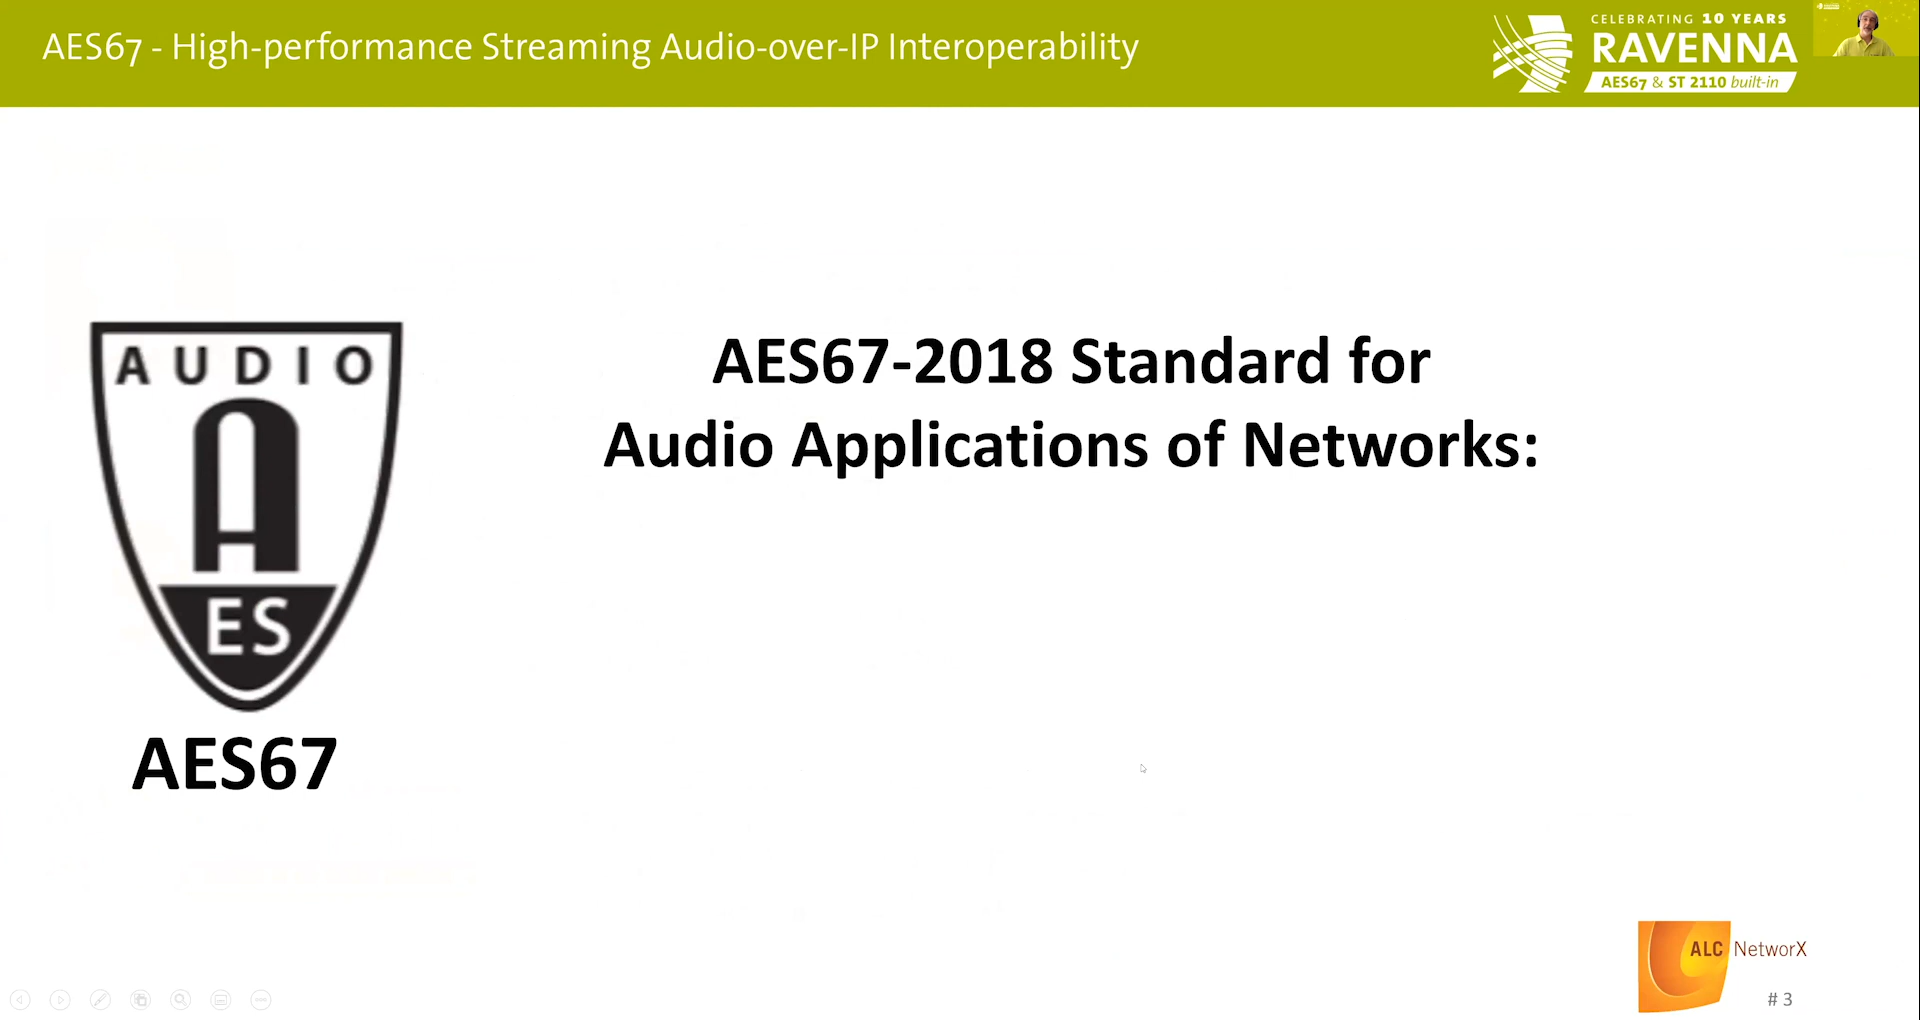 AES67 - High-performance Streaming Audio-over-IP Interoperability
CELEBRATING 10 YEARS
RAVENNA
AES67 & ST 2110 built-in
AUDIO
A
ES
AES67
AES67-2018 Standard for
Audio Applications of Networks:
ALC NetworX
# 3